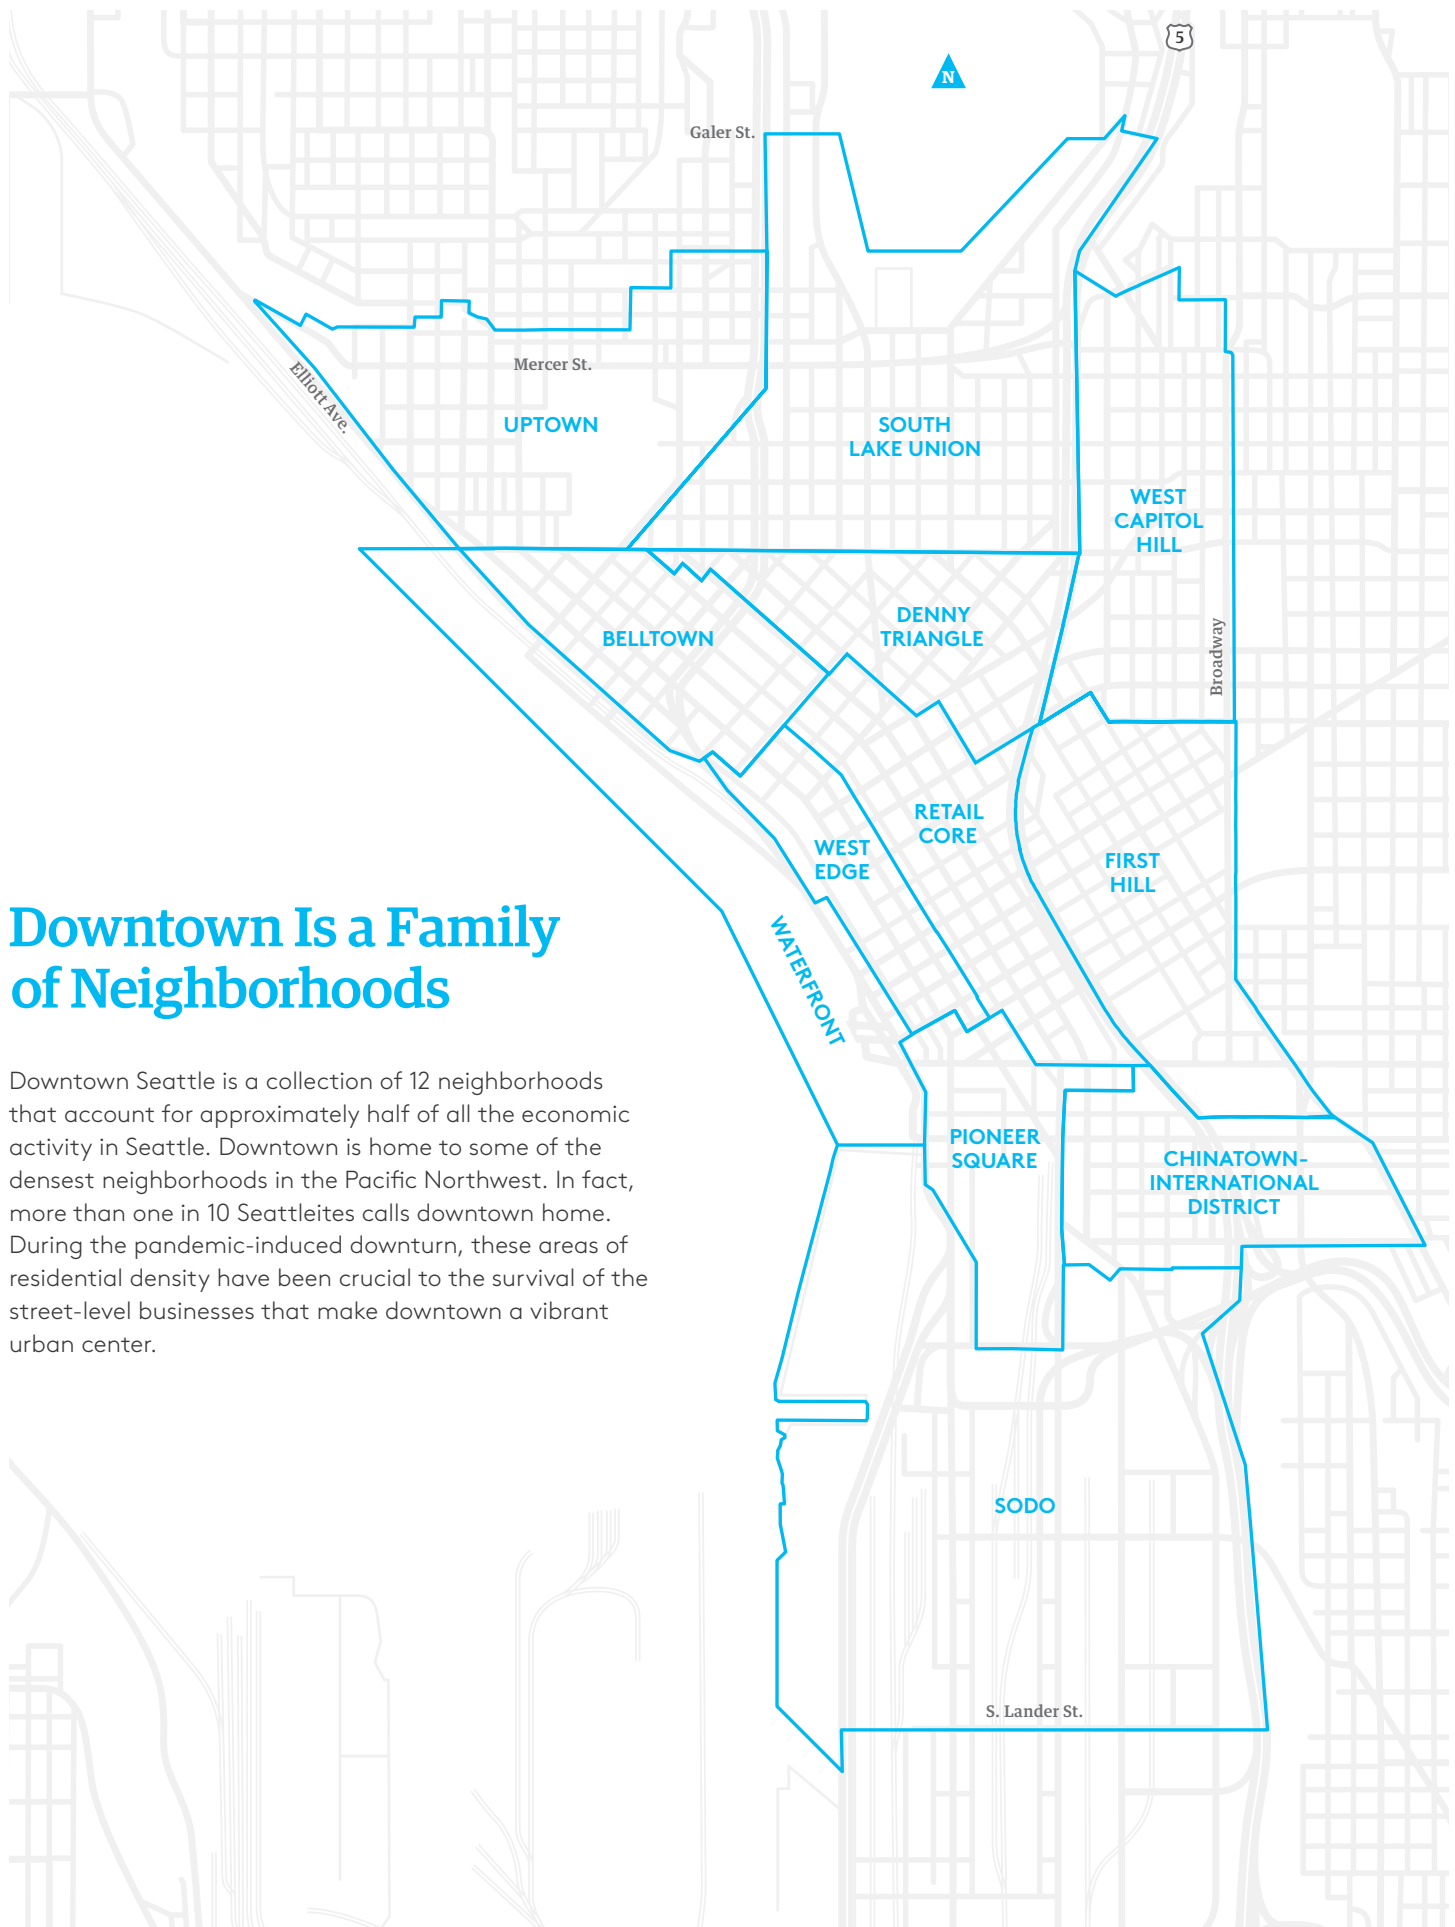 5
N
Galer St.
Mercer St.
Elliott Ave.
UPTOWN
SOUTH
LAKE UNION
WEST
CAPITOL
HILL
DENNY
TRIANGLE
BELLTOWN
Broadway
RETAIL
CORE
WEST
EDGE
FIRST
HILL
WATERFRONT
Downtown Is a Family
of Neighborhoods
Downtown Seattle is a collection of 12 neighborhoods
that account for approximately half of all the economic
activity in Seattle. Downtown is home to some of the
densest neighborhoods in the Pacific Northwest. In fact,
more than one in 10 Seattleites calls downtown home.
During the pandemic-induced downturn, these areas of
residential density have been crucial to the survival of the
street-level businesses that make downtown a vibrant
urban center.
PIONEER
SQUARE
CHINATOWN-
INTERNATIONAL
DISTRICT
SODO
S. Lander St.